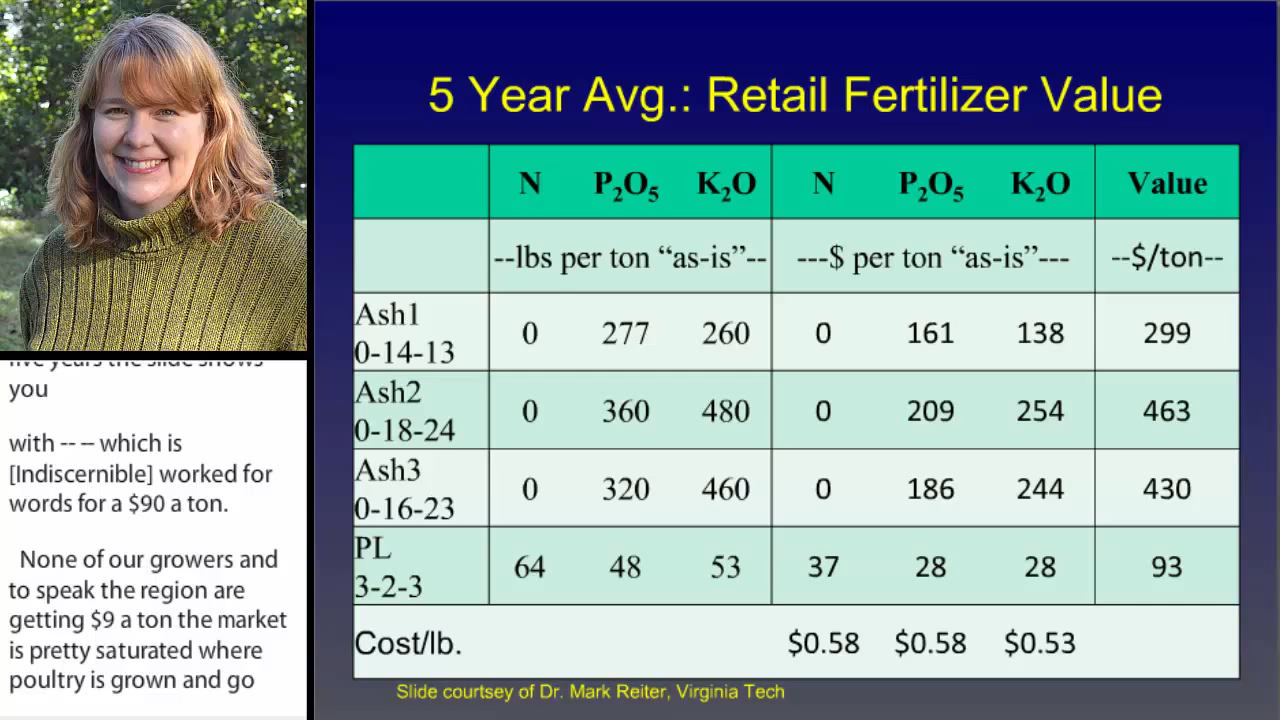 5 Year Avg.: Retail Fertilizer Value
N P₂O₅ K₂O N P₂O₅ K₂O Value
--lbs per ton “as-is”-- ---$ per ton “as-is”--- --$/ton--
Ash1
0-14-13 0 277 260 0 161 138 299
Ash2
0-18-24 0 360 480 0 209 254 463
Ash3
0-16-23 0 320 460 0 186 244 430
PL
3-2-3 64 48 53 37 28 28 93
Cost/lb. $0.58 $0.58 $0.53
Slide courtsey of Dr. Mark Reiter, Virginia Tech
five years the slide shows
you
with -- -- which is
[Indiscernible] worked for
words for a $90 a ton.
None of our growers and
to speak the region are
getting $9 a ton the market
is pretty saturated where
poultry is grown and go